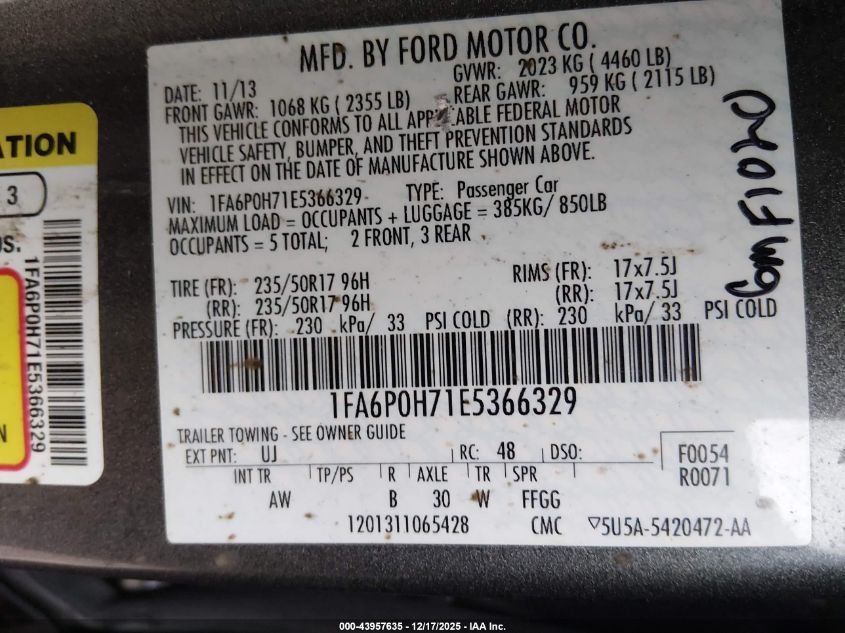 MFD. BY FORD MOTOR CO.
DATE: 11/13 GVWR: 2023 KG ( 4460 LB)
FRONT GAWR: 1068 KG ( 2355 LB) REAR GAWR: 959 KG ( 2115 LB)
THIS VEHICLE CONFORMS TO ALL APP ABLE FEDERAL MOTOR
VEHICLE SAFETY, BUMPER, AND THEFT PREVENTION STANDARDS
IN EFFECT ON THE DATE OF MANUFACTURE SHOWN ABOVE.
VIN: 1FA6P0H71E5366329 TYPE: Passenger Car
MAXIMUM LOAD = OCCUPANTS + LUGGAGE = 385KG/ 850LB
OCCUPANTS = 5 TOTAL; 2 FRONT, 3 REAR
TIRE (FR): 235/50R17 96H RIMS (FR): 17x7.5J
(RR): 235/50R17 96H (RR): 17x7.5J
PRESSURE (FR): 230 kPa/ 33 PSI COLD (RR): 230 kPa/ 33 PSI COLD
1FA6P0H71E5366329
TRAILER TOWING - SEE OWNER GUIDE
EXT PNT: UJ RC: 48 DSO: F0054
INT TR TP/PS R AXLE TR SPR R0071
AW B 30 W FFGG
1201311065428 CMC ▽5U5A-5420472-AA
ATION
3
OS.
1FA6P0H71E5366329
N
000-43957635 - 12/17/2025 - IAA Inc.